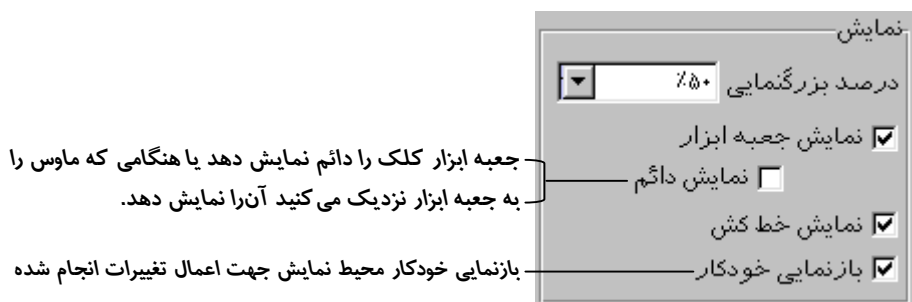 نمایش
درصد بزرگنمایی ۵۰٪
نمایش جعبه ابزار
نمایش دائم
جعبه ابزار کلک را دائم نمایش دهد یا هنگامی که ماوس را
به جعبه ابزار نزدیک می کنید آن‌را نمایش دهد.
نمایش خط کش
بازنمایی خودکار
بازنمایی خودکار محیط نمایش جهت اعمال تغییرات انجام شده